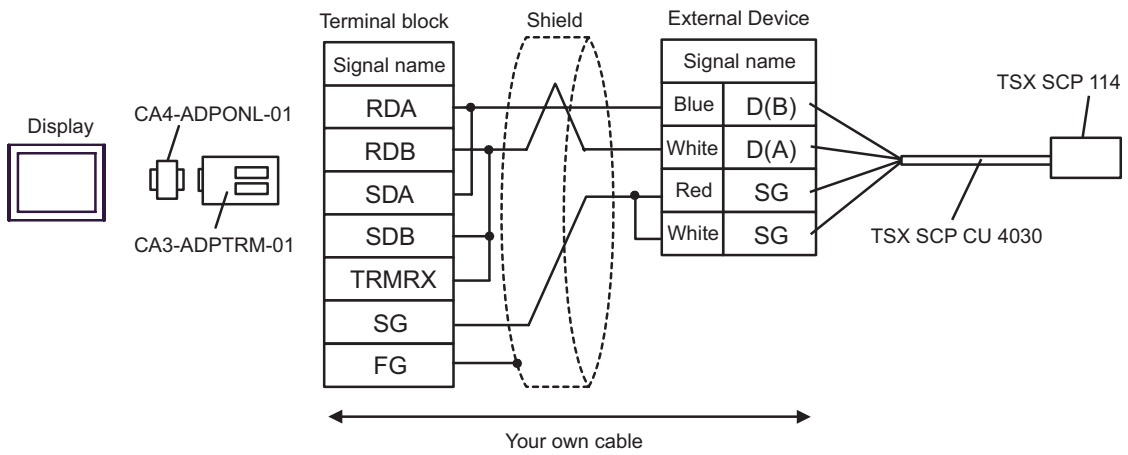 Display
CA4-ADPONL-01
CA3-ADPTRM-01
Terminal block
Signal name
RDA
RDB
SDA
SDB
TRMRX
SG
FG
Shield
External Device
Signal name
Blue D(B)
White D(A)
Red SG
White SG
TSX SCP 114
TSX SCP CU 4030
Your own cable